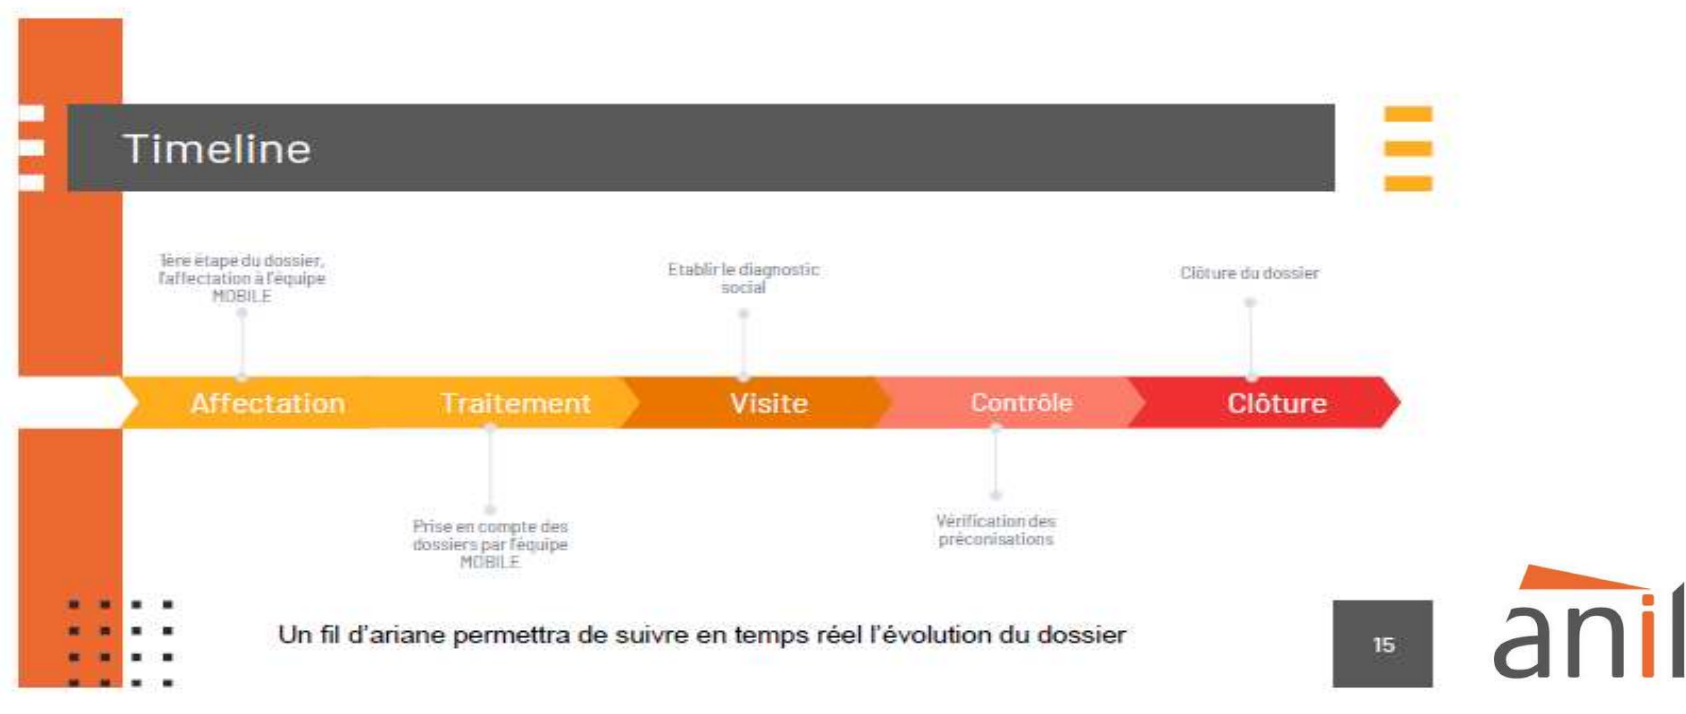 Timeline
1ère étape du dossier,
l'affectation à l'équipe
MOBILE
Etablir le diagnostic
social
Clôture du dossier
Affectation
Traitement
Visite
Contrôle
Clôture
Prise en compte des
dossiers par l'équipe
MOBILE
Vérification des
préconisations
Un fil d'ariane permettra de suivre en temps réel l'évolution du dossier
15
anil